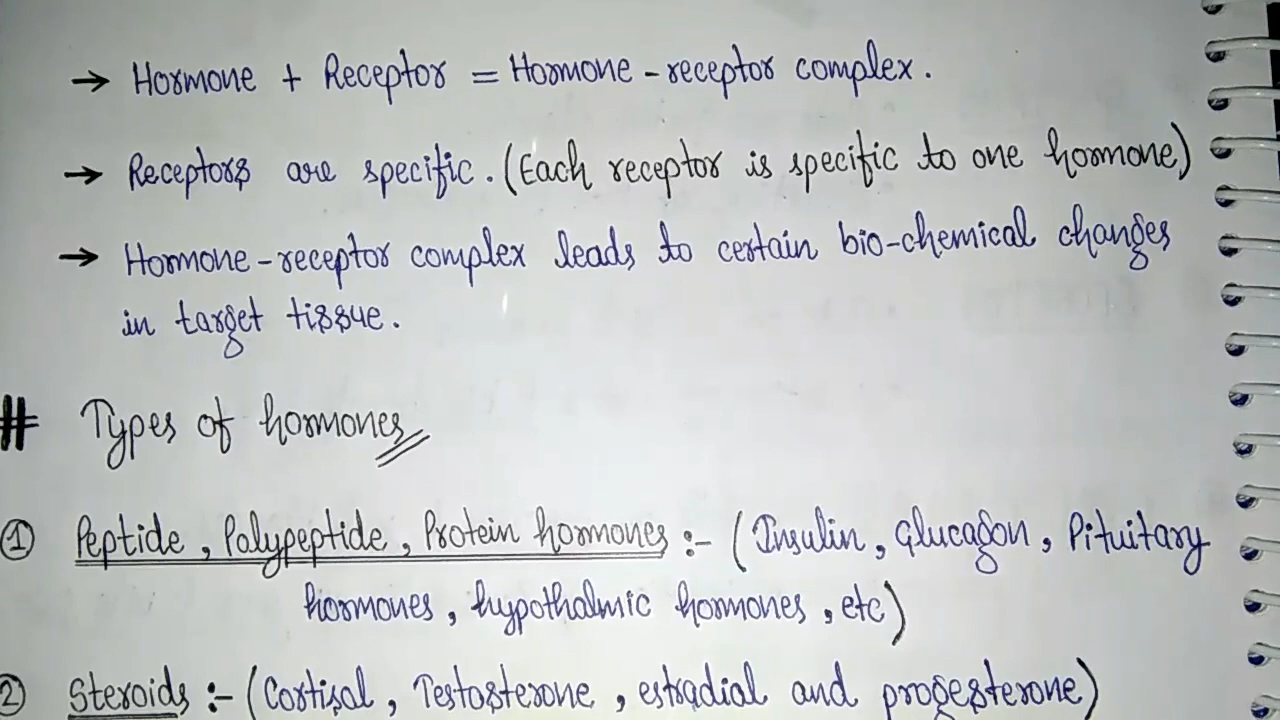 → Hormone + Receptor = Hormone-receptor complex.
→ Receptors are specific. (Each receptor is specific to one hormone)
→ Hormone-receptor complex leads to certain bio-chemical changes
in target tissue.
# Types of hormones
① Peptide, Polypeptide, Protein hormones :- (Insulin, Glucagon, Pituitary
hormones, hypothalmic hormones, etc)
② Steroids :- (Cortisol, Testosterone, estradial and progesterone)